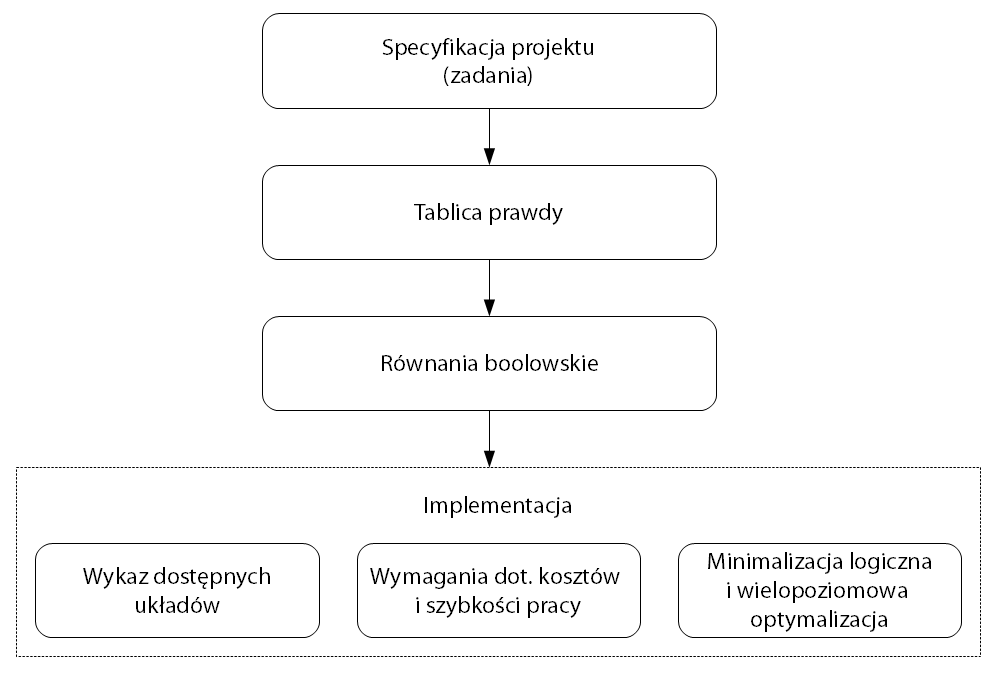 Specyfikacja projektu
(zadania)
Tablica prawdy
Równania boolowskie
Implementacja
Wykaz dostępnych
układów
Wymagania dot. kosztów
i szybkości pracy
Minimalizacja logiczna
i wielopoziomowa
optymalizacja